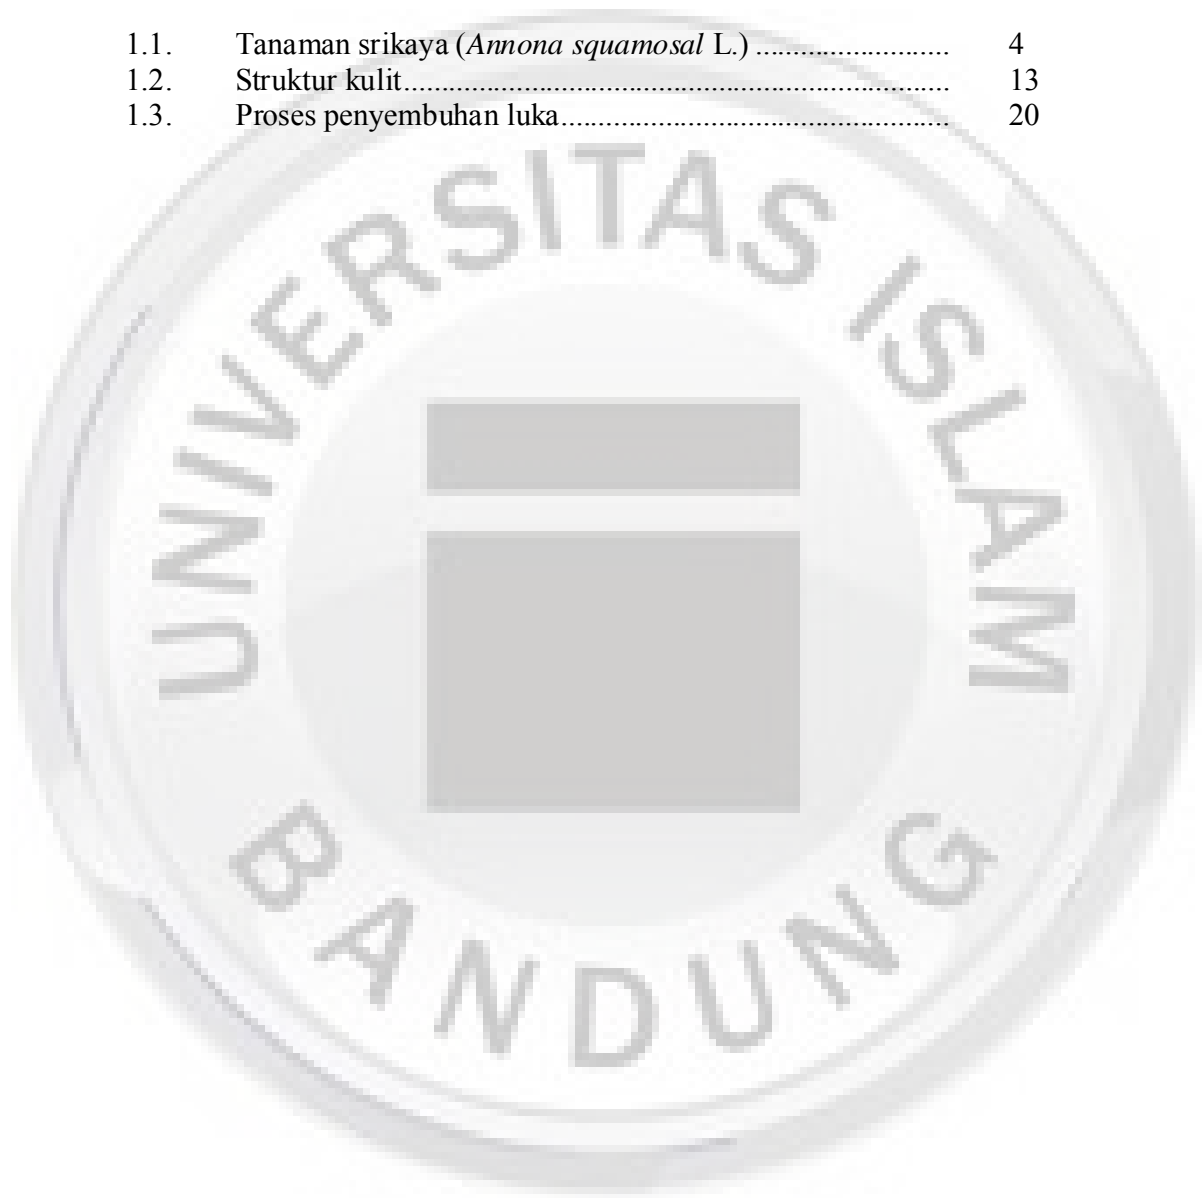 1.1. Tanaman srikaya (Annona squamosal L.) ......................... 4
1.2. Struktur kulit......................................................................... 13
1.3. Proses penyembuhan luka.................................................... 20
UNIVERSITAS ISLAM
BANDUNG